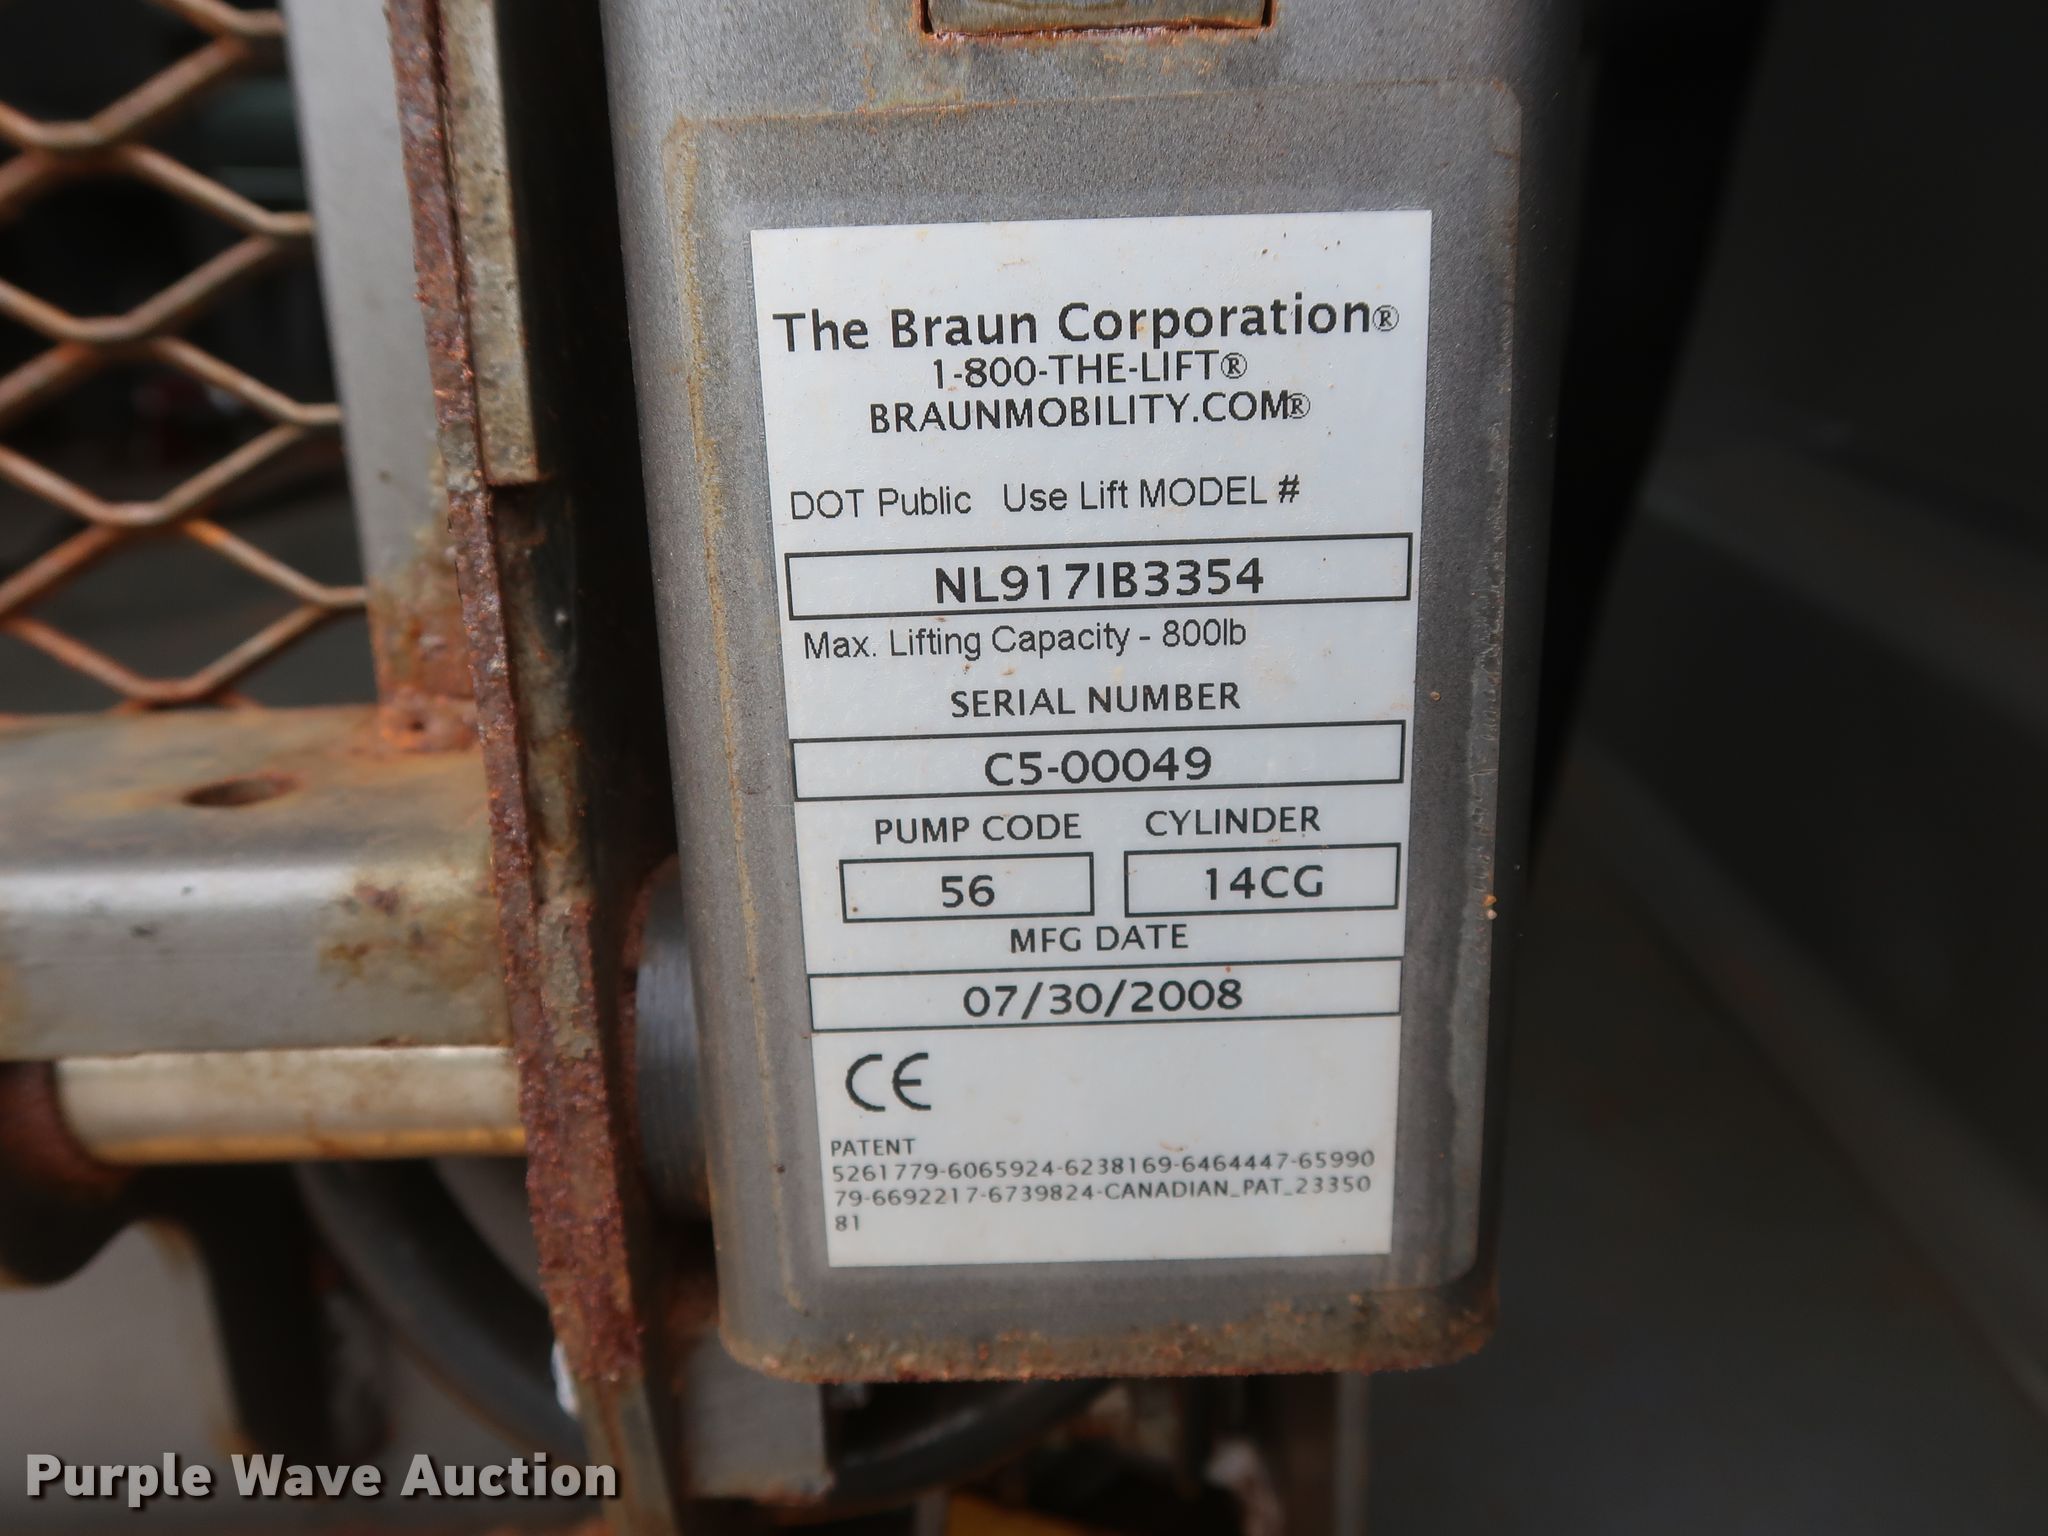 The Braun Corporation®
1-800-THE-LIFT®
BRAUNMOBILITY.COM®
DOT Public Use Lift MODEL #
NL917IB3354
Max. Lifting Capacity - 800lb
SERIAL NUMBER
C5-00049
PUMP CODE CYLINDER
56 14CG
MFG DATE
07/30/2008
CE
PATENT
5261779-6065924-6238169-6464447-65990
79-6692217-6739824-CANADIAN_PAT_23350
81
Purple Wave Auction